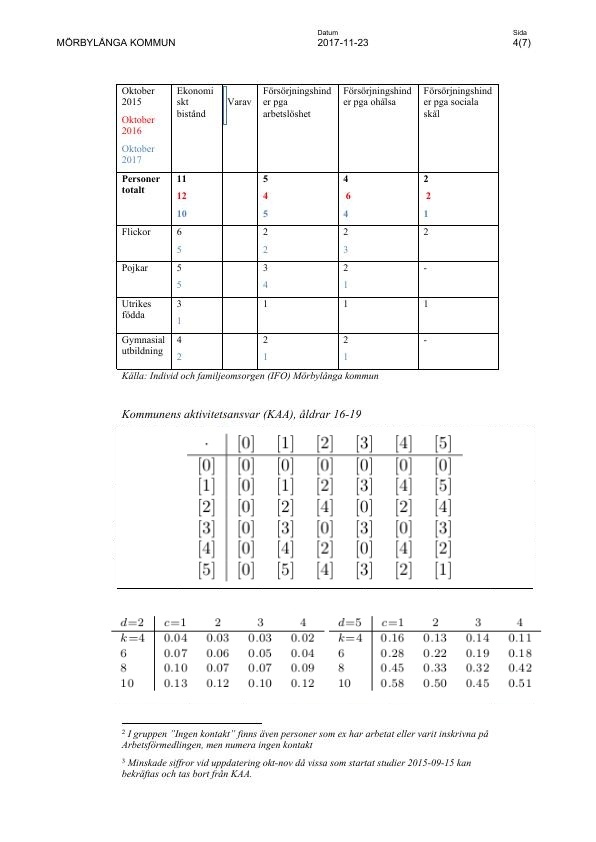 Datum
Sida
MÖRBYLÅNGA KOMMUN 2017-11-23 4(7)
Oktober 2015 Oktober 2016 Oktober 2017 | Ekonomi skt bistånd | Varav | Försörjningshind er pga arbetslöshet | Försörjningshind er pga ohälsa | Försörjningshind er pga sociala skäl
Personer totalt | 11 12 10 | 5 4 5 | 4 6 4 | 2 2 1
Flickor | 6 5 | 2 2 | 2 3 | 2
Pojkar | 5 5 | 3 4 | 2 1 | -
Utrikes födda | 3 1 | 1 | 1 | 1
Gymnasial utbildning | 4 2 | 2 1 | 2 1 | -
Källa: Individ och familjeomsorgen (IFO) Mörbylånga kommun
Kommunens aktivitetsansvar (KAA), åldrar 16-19
· [0] [1] [2] [3] [4] [5]
[0] [0] [0] [0] [0] [0] [0]
[1] [0] [1] [2] [3] [4] [5]
[2] [0] [2] [4] [0] [2] [4]
[3] [0] [3] [0] [3] [0] [3]
[4] [0] [4] [2] [0] [4] [2]
[5] [0] [5] [4] [3] [2] [1]
d=2 c=1 2 3 4 d=5 c=1 2 3 4
k=4 0.04 0.03 0.03 0.02 k=4 0.16 0.13 0.14 0.11
6 0.07 0.06 0.05 0.04 6 0.28 0.22 0.19 0.18
8 0.10 0.07 0.07 0.09 8 0.45 0.33 0.32 0.42
10 0.13 0.12 0.10 0.12 10 0.58 0.50 0.45 0.51
2 I gruppen ”Ingen kontakt” finns även personer som ex har arbetat eller varit inskrivna på
Arbetsförmedlingen, men numera ingen kontakt
3 Minskade siffror vid uppdatering okt-nov då vissa som startat studier 2015-09-15 kan
bekräftas och tas bort från KAA.